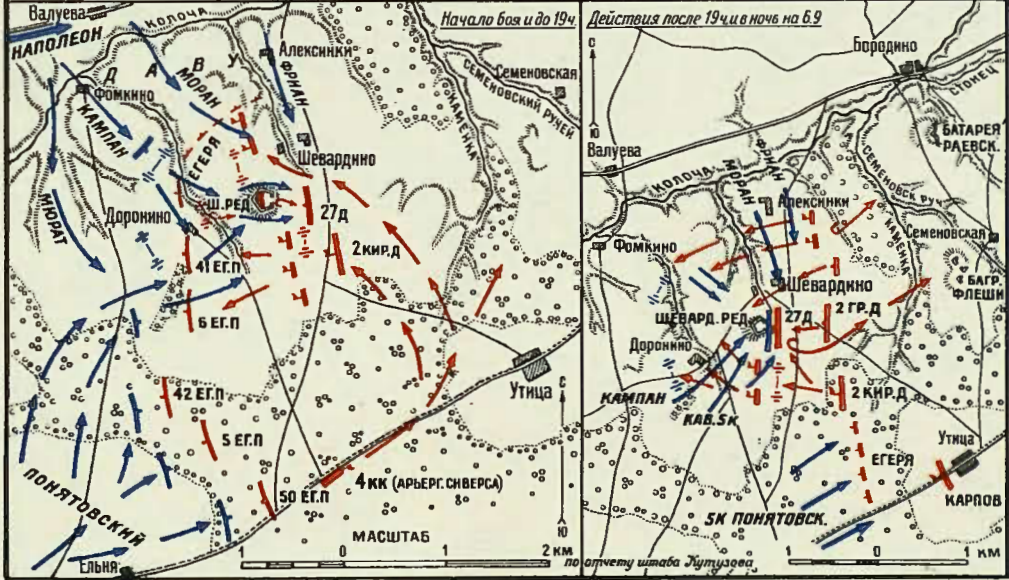 Валуева
НАПОЛЕОН
КОЛОЧА
Начало боя и до 19ч.
Алексинки
ДАВУ
МОРАН
ФРИАН
Фомкино
КАМПАН
ЕГЕРЯ
Семеновская
СЕМЕНОВСКИЙ РУЧЕЙ
КАМЕНКА
Шевардино
МЮРАТ
Ш. РЕД
27Д
Доронино
41 ЕГ.П
2 КИР.Д
6 ЕГ.П
42 ЕГ.П
5 ЕГ.П
50 ЕГ.П
Утица
4КК (АРЬЕРГ. СИВЕРСА)
ПОНЯТОВСКИЙ
Ельня
С
Ю
МАСШТАБ
1 0 1 2 КМ
Действия после 19ч. и в ночь на 6.9
С
Ю
Бородино
СТОНЕЦ
Валуева
БАТАРЕЯ
РАЕВСК.
КОЛОЧА
МОРАН
ФРИАН
Алексинки
СЕМЕНОВСК РУЧ.
КАМЕНКА
Семеновская
Фомкино
Шевардино
БАГР.
ФЛЕШИ
ШЕВАРД. РЕД.
27Д
2 ГР.Д
Доронино
КАМПАН
КАВ. 5К
2 КИР.Д
ЕГЕРЯ
Утица
КАРПОВ
5К ПОНЯТОВСК.
1 0 1 КМ
по отчету штаба Кутузова